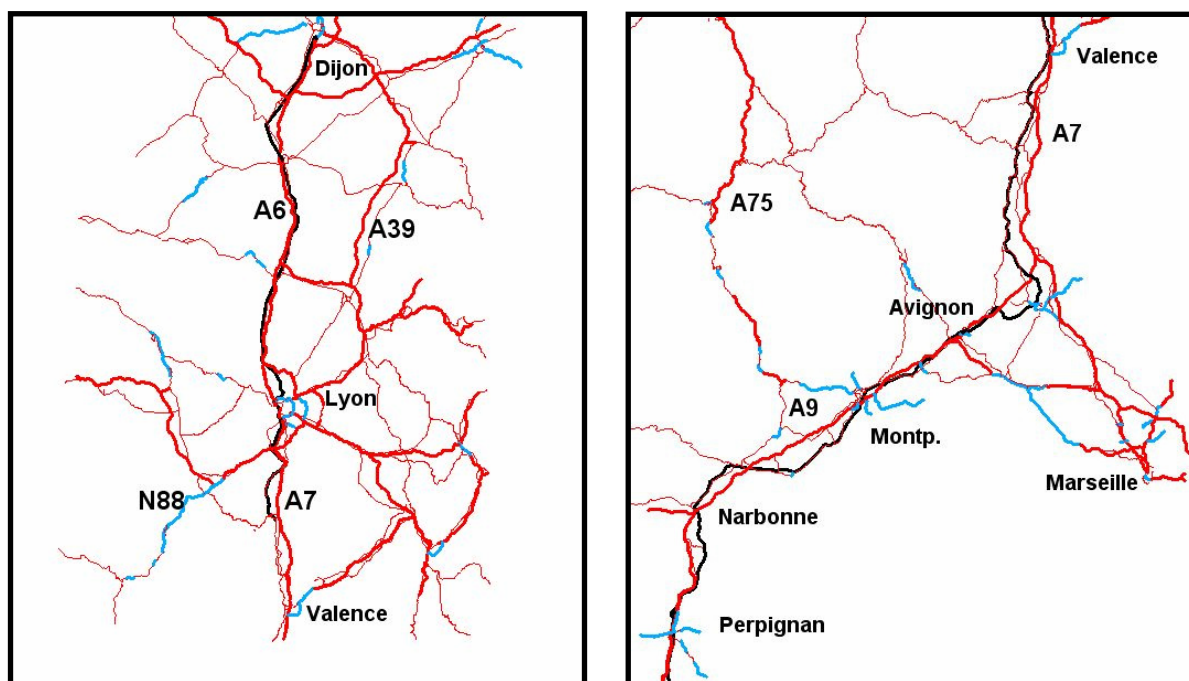 Dijon
A6
A39
Lyon
N88
A7
Valence
Valence
A7
A75
Avignon
A9
Montp.
Marseille
Narbonne
Perpignan